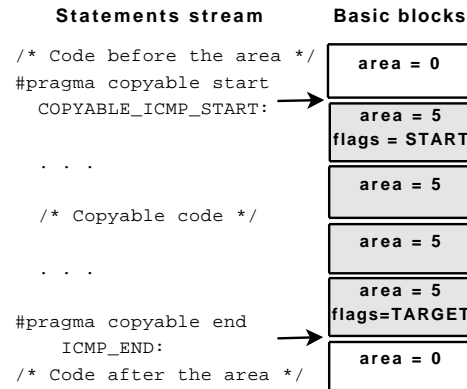 Statements stream
Basic blocks
/* Code before the area */
#pragma copyable start
COPYABLE_ICMP_START:
. . .
/* Copyable code */
. . .
#pragma copyable end
ICMP_END:
/* Code after the area */
area = 0
area = 5
flags = START
area = 5
area = 5
area = 5
flags=TARGET
area = 0